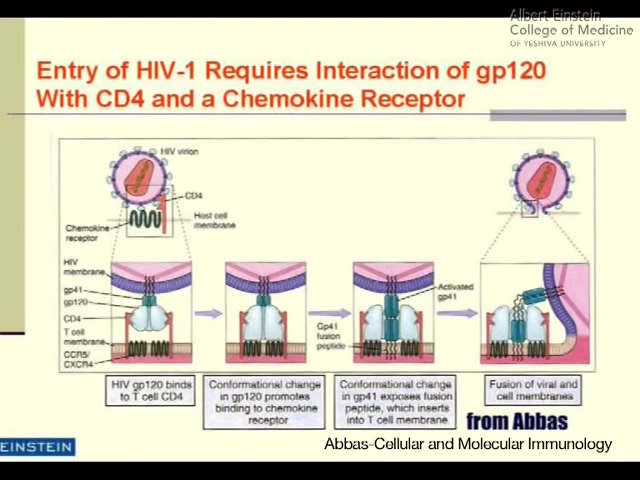 Albert Einstein
College of Medicine
OF YESHIVA UNIVERSITY
Entry of HIV-1 Requires Interaction of gp120
With CD4 and a Chemokine Receptor
HIV virion
CD4
Host cell
membrane
Chemokine
receptor
HIV
membrane
gp41
gp120
CD4
T cell
membrane
CCR5/
CXCR4
Gp41
fusion
peptide
Activated
gp41
HIV gp120 binds
to T cell CD4
Conformational change
in gp120 promotes
binding to chemokine
receptor
Conformational change
in gp41 exposes fusion
peptide, which inserts
into T cell membrane
Fusion of viral and
cell membranes
from Abbas
Abbas-Cellular and Molecular Immunology
EINSTEIN